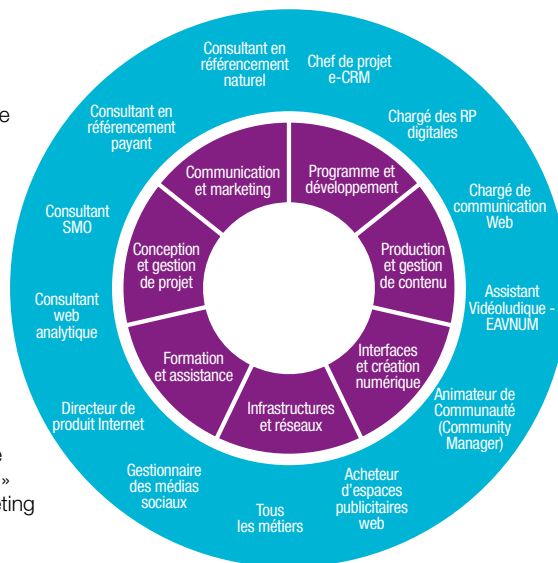 Consultant en
référencement
naturel
Chef de projet
e-CRM
Chargé des RP
digitales
Chargé de
communication
Web
Assistant
Vidéoludique -
EAVNUM
Animateur de
Communauté
(Community
Manager)
Acheteur
d'espaces
publicitaires
web
Tous
les métiers
Gestionnaire
des médias
sociaux
Directeur de
produit Internet
Consultant
web
analytique
Consultant
SMO
Consultant en
référencement
payant
Communication
et marketing
Programme et
développement
Production
et gestion
de contenu
Interfaces
et création
numérique
Infrastructures
et réseaux
Formation
et assistance
Conception
et gestion
de projet
e
e
»
eting